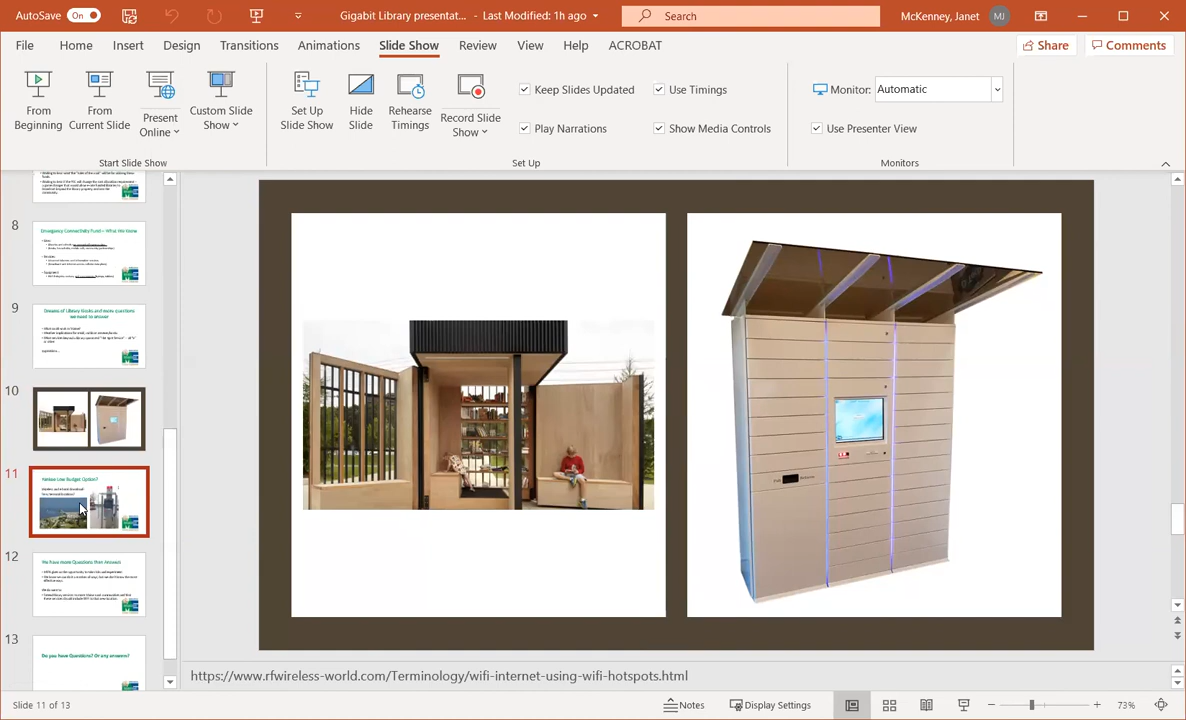 AutoSave On
Gigabit Library presentat... - Last Modified: 1h ago
Search
McKenney, Janet MJ
File Home Insert Design Transitions Animations Slide Show Review View Help ACROBAT
Share Comments
From Beginning
From Current Slide
Present Online
Custom Slide Show
Start Slide Show
Set Up Slide Show
Hide Slide
Rehearse Timings
Record Slide Show
Keep Slides Updated
Play Narrations
Use Timings
Show Media Controls
Set Up
Monitor: Automatic
Use Presenter View
Monitors
8
Emergency Connectivity Fund – What We Know
9
Dreams of Library Kiosks and more questions we need to answer
10
11
12
We have more Questions then Answers
13
Do you have Questions? Or any answers?
https://www.rfwireless-world.com/Terminology/wifi-internet-using-wifi-hotspots.html
Slide 11 of 13
Notes
Display Settings
73%